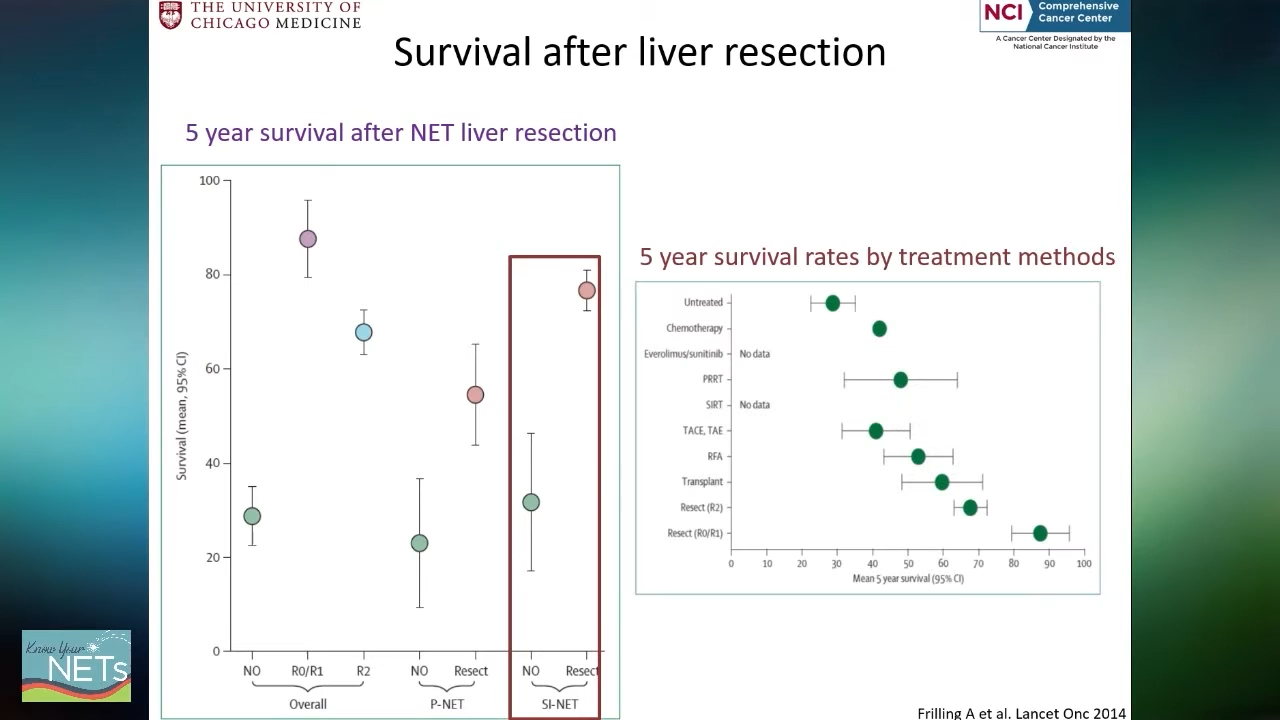 THE UNIVERSITY OF
CHICAGO MEDICINE
NCI
Comprehensive
Cancer Center
A Cancer Center Designated by the
National Cancer Institute
Survival after liver resection
5 year survival after NET liver resection
Survival (mean, 95% CI)
100
80
60
40
20
0
NO
R0/R1
R2
NO
Resect
NO
Resect
Overall
P-NET
SI-NET
5 year survival rates by treatment methods
Untreated
Chemotherapy
Everolimus/sunitinib No data
PRRT
SIRT No data
TACE, TAE
RFA
Transplant
Resect (R2)
Resect (R0/R1)
0 10 20 30 40 50 60 70 80 90 100
Mean 5 year survival (95% CI)
Know Your
NETs
Frilling A et al. Lancet Onc 2014